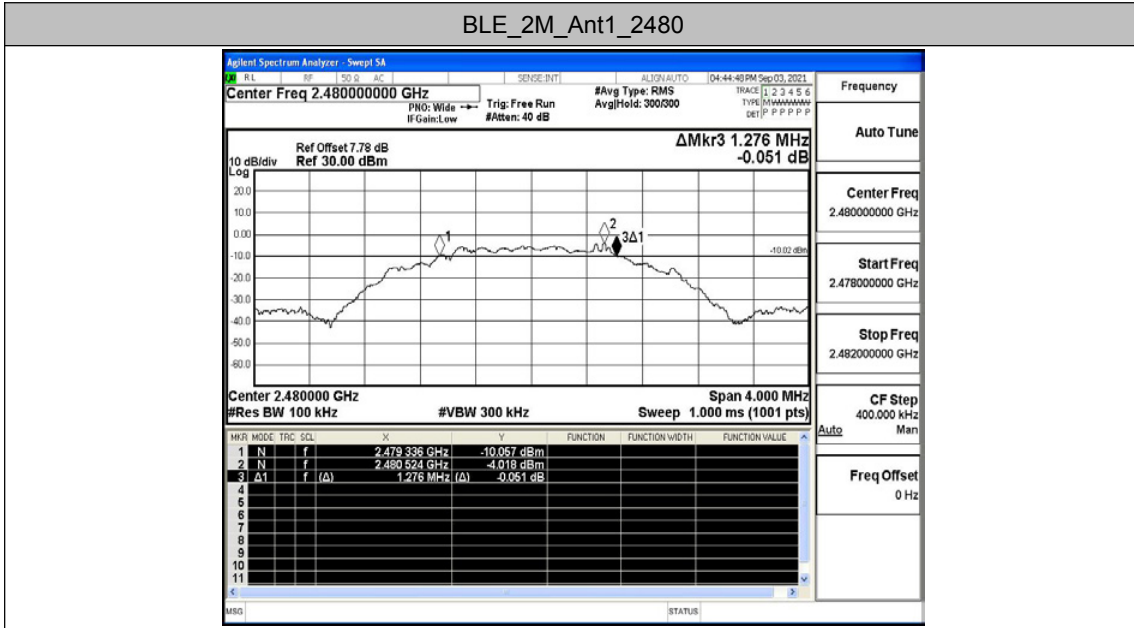 BLE_2M_Ant1_2480
Agilent Spectrum Analyzer - Swept SA
RL RF 50 Ω AC SENSE:INT ALIGNAUTO 04:44:48 PM Sep 03, 2021
Center Freq 2.480000000 GHz #Avg Type: RMS TRACE 1 2 3 4 5 6
PNO: Wide Trig: Free Run Avg|Hold: 300/300 TYPE MWWWWW
IFGain:Low #Atten: 40 dB DET P P P P P P
ΔMkr3 1.276 MHz
-0.051 dB
Ref Offset 7.78 dB
10 dB/div Ref 30.00 dBm
Log
20.0
10.0
0.00
-10.0
-20.0
-30.0
-40.0
-50.0
-60.0
1
2
3Δ1
-10.02 dBm
Center 2.480000 GHz Span 4.000 MHz
#Res BW 100 kHz #VBW 300 kHz Sweep 1.000 ms (1001 pts)
MKR MODE TRC SCL X Y FUNCTION FUNCTION WIDTH FUNCTION VALUE
1 N f 2.479 336 GHz -10.057 dBm
2 N f 2.480 524 GHz -4.018 dBm
3 Δ1 f (Δ) 1.276 MHz (Δ) -0.051 dB
4
5
6
7
8
9
10
11
MSG STATUS
Frequency
Auto Tune
Center Freq
2.480000000 GHz
Start Freq
2.478000000 GHz
Stop Freq
2.482000000 GHz
CF Step
400.000 kHz
Auto Man
Freq Offset
0 Hz